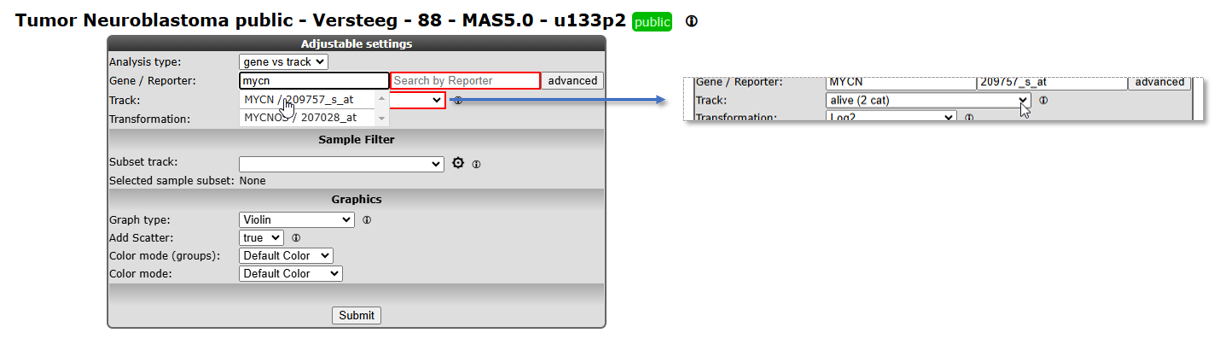 Tumor Neuroblastoma public - Versteeg - 88 - MAS5.0 - u133p2 public
Adjustable settings
Analysis type: gene vs track
Gene / Reporter: mycn Search by Reporter advanced
Track: MYCN / 209757_s_at
Transformation: MYCNOS / 207028_at
Sample Filter
Subset track:
Selected sample subset: None
Graphics
Graph type: Violin
Add Scatter: true
Color mode (groups): Default Color
Color mode: Default Color
Submit
Gene / Reporter: MYCN 209757_s_at advanced
Track: alive (2 cat)
Transformation: Log2